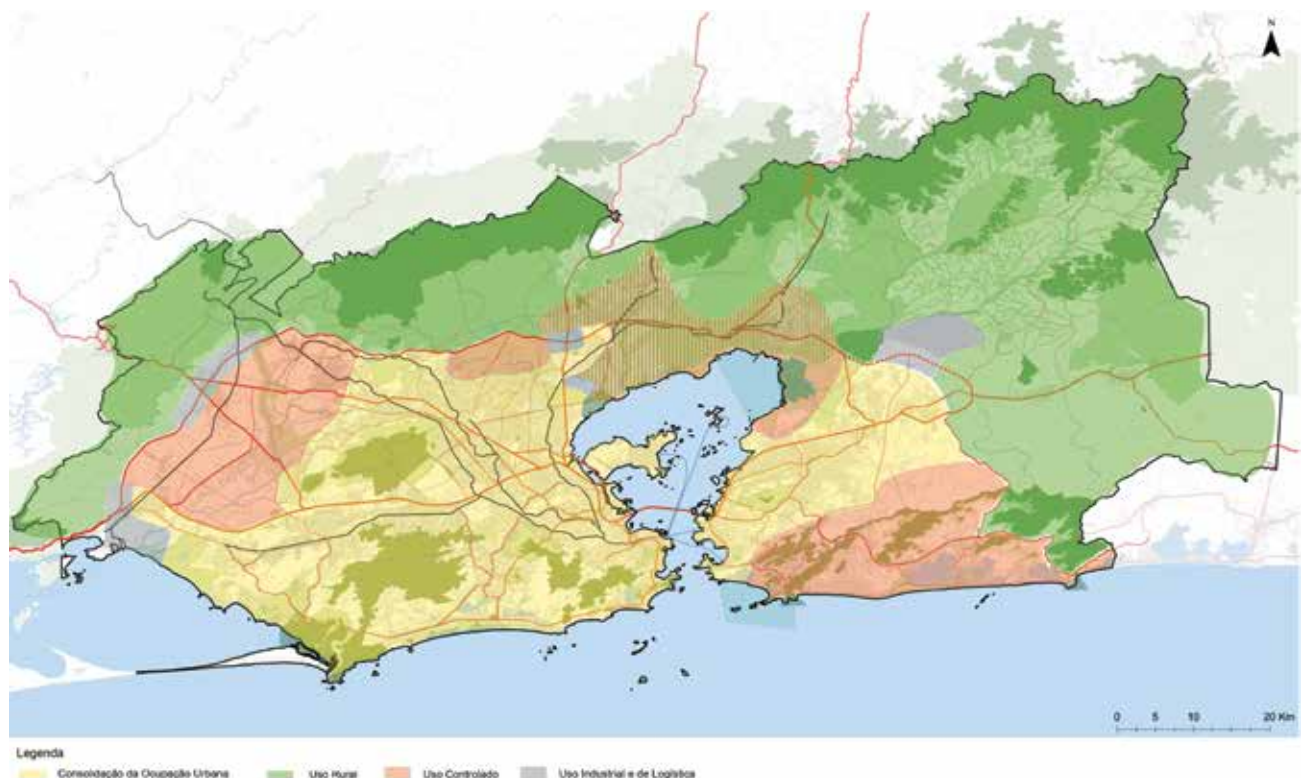 N
0 5 10 20 Km
Legenda
Consolidação da Ocupação Urbana Uso Rural Uso Controlado Uso Industrial e de Logística